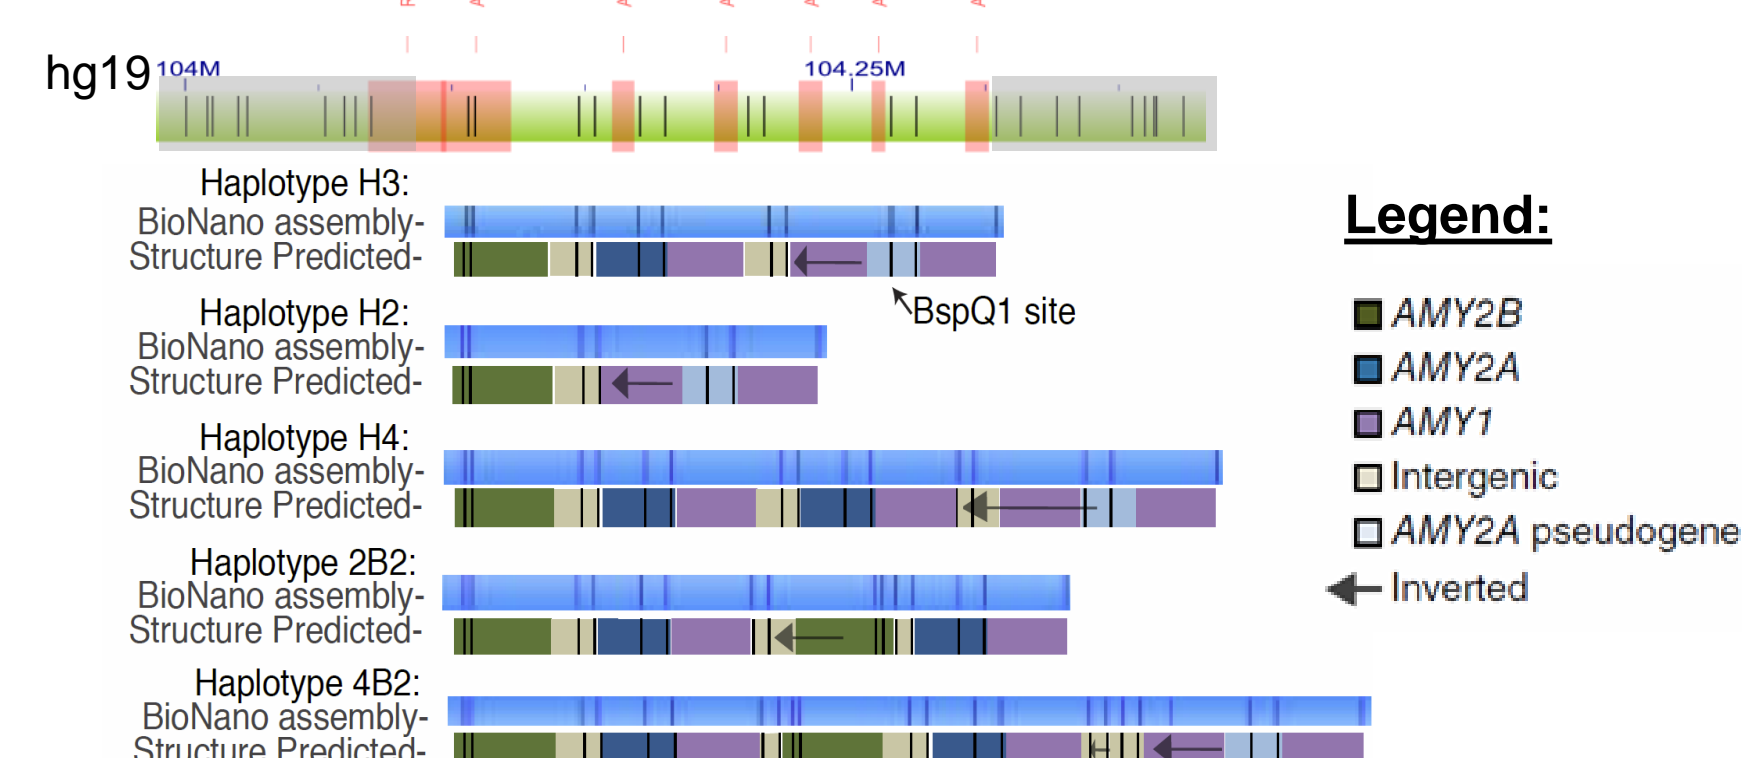 hg19
104M
104.25M
Haplotype H3:
BioNano assembly-
Structure Predicted-
BspQ1 site
Haplotype H2:
BioNano assembly-
Structure Predicted-
Haplotype H4:
BioNano assembly-
Structure Predicted-
Haplotype 2B2:
BioNano assembly-
Structure Predicted-
Haplotype 4B2:
BioNano assembly-
Structure Predicted-
Legend:
AMY2B
AMY2A
AMY1
Intergenic
AMY2A pseudogene
Inverted